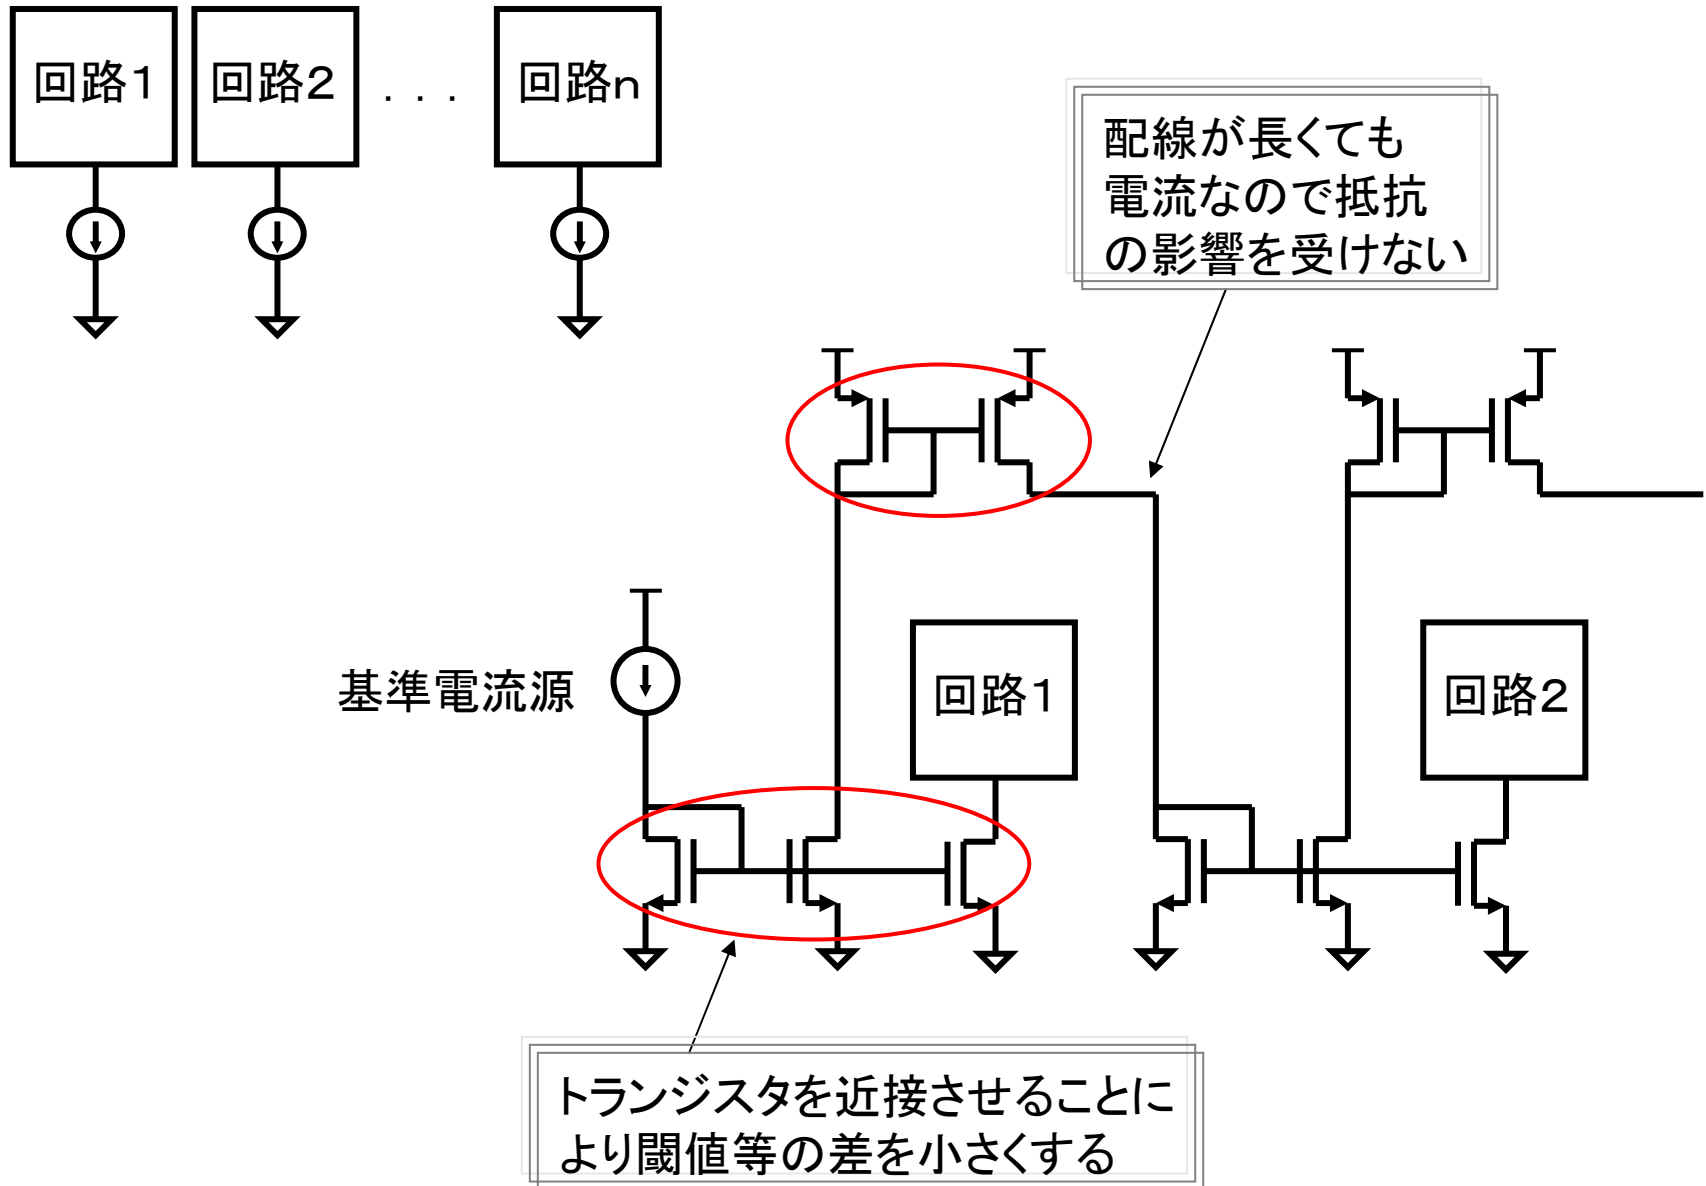 回路1
回路2
. . .
回路n
配線が長くても
電流なので抵抗
の影響を受けない
基準電流源
回路1
回路2
トランジスタを近接させることに
より閾値等の差を小さくする